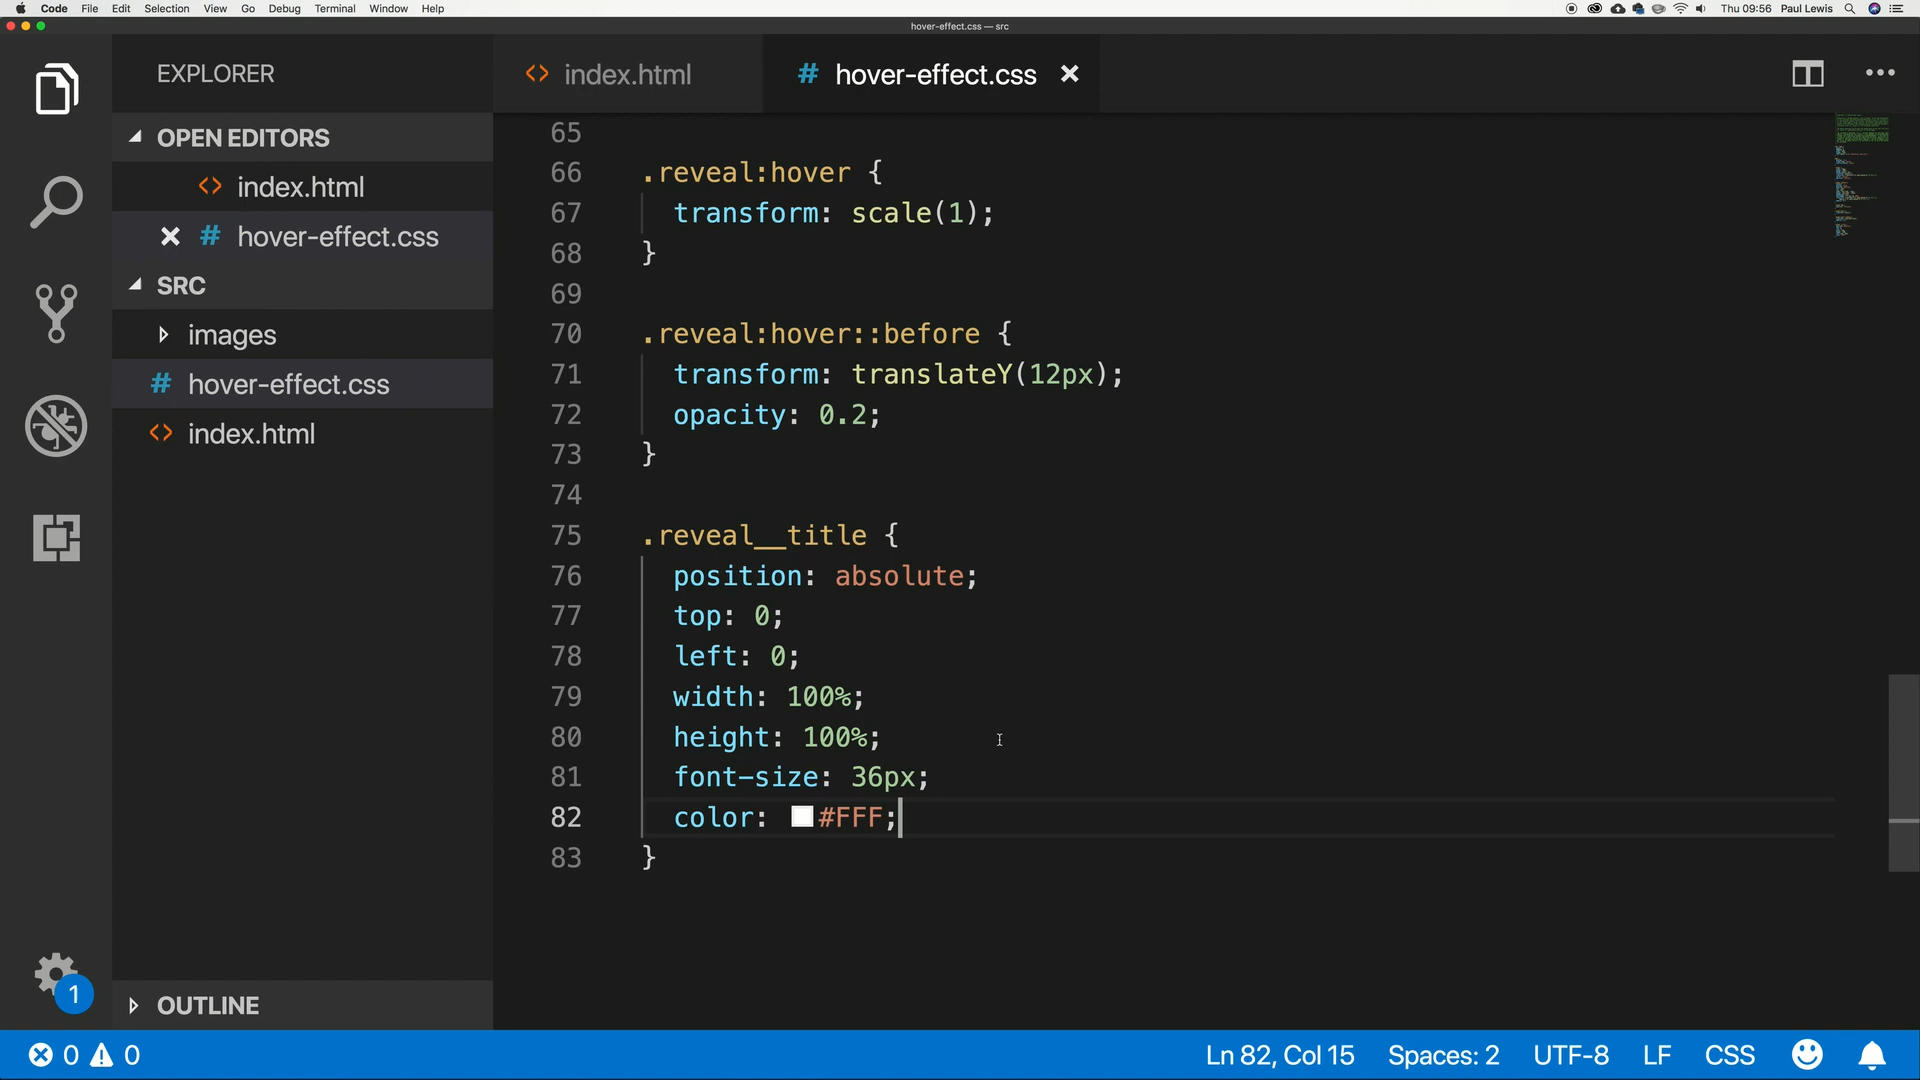 Code File Edit Selection View Go Debug Terminal Window Help Thu 09:56 Paul Lewis
hover-effect.css — src
EXPLORER
index.html
hover-effect.css
OPEN EDITORS
index.html
hover-effect.css
SRC
images
hover-effect.css
index.html
OUTLINE
65
66 .reveal:hover {
67 transform: scale(1);
68 }
69
70 .reveal:hover::before {
71 transform: translateY(12px);
72 opacity: 0.2;
73 }
74
75 .reveal__title {
76 position: absolute;
77 top: 0;
78 left: 0;
79 width: 100%;
80 height: 100%;
81 font-size: 36px;
82 color: #FFF;
83 }
1
0 0 Ln 82, Col 15 Spaces: 2 UTF-8 LF CSS